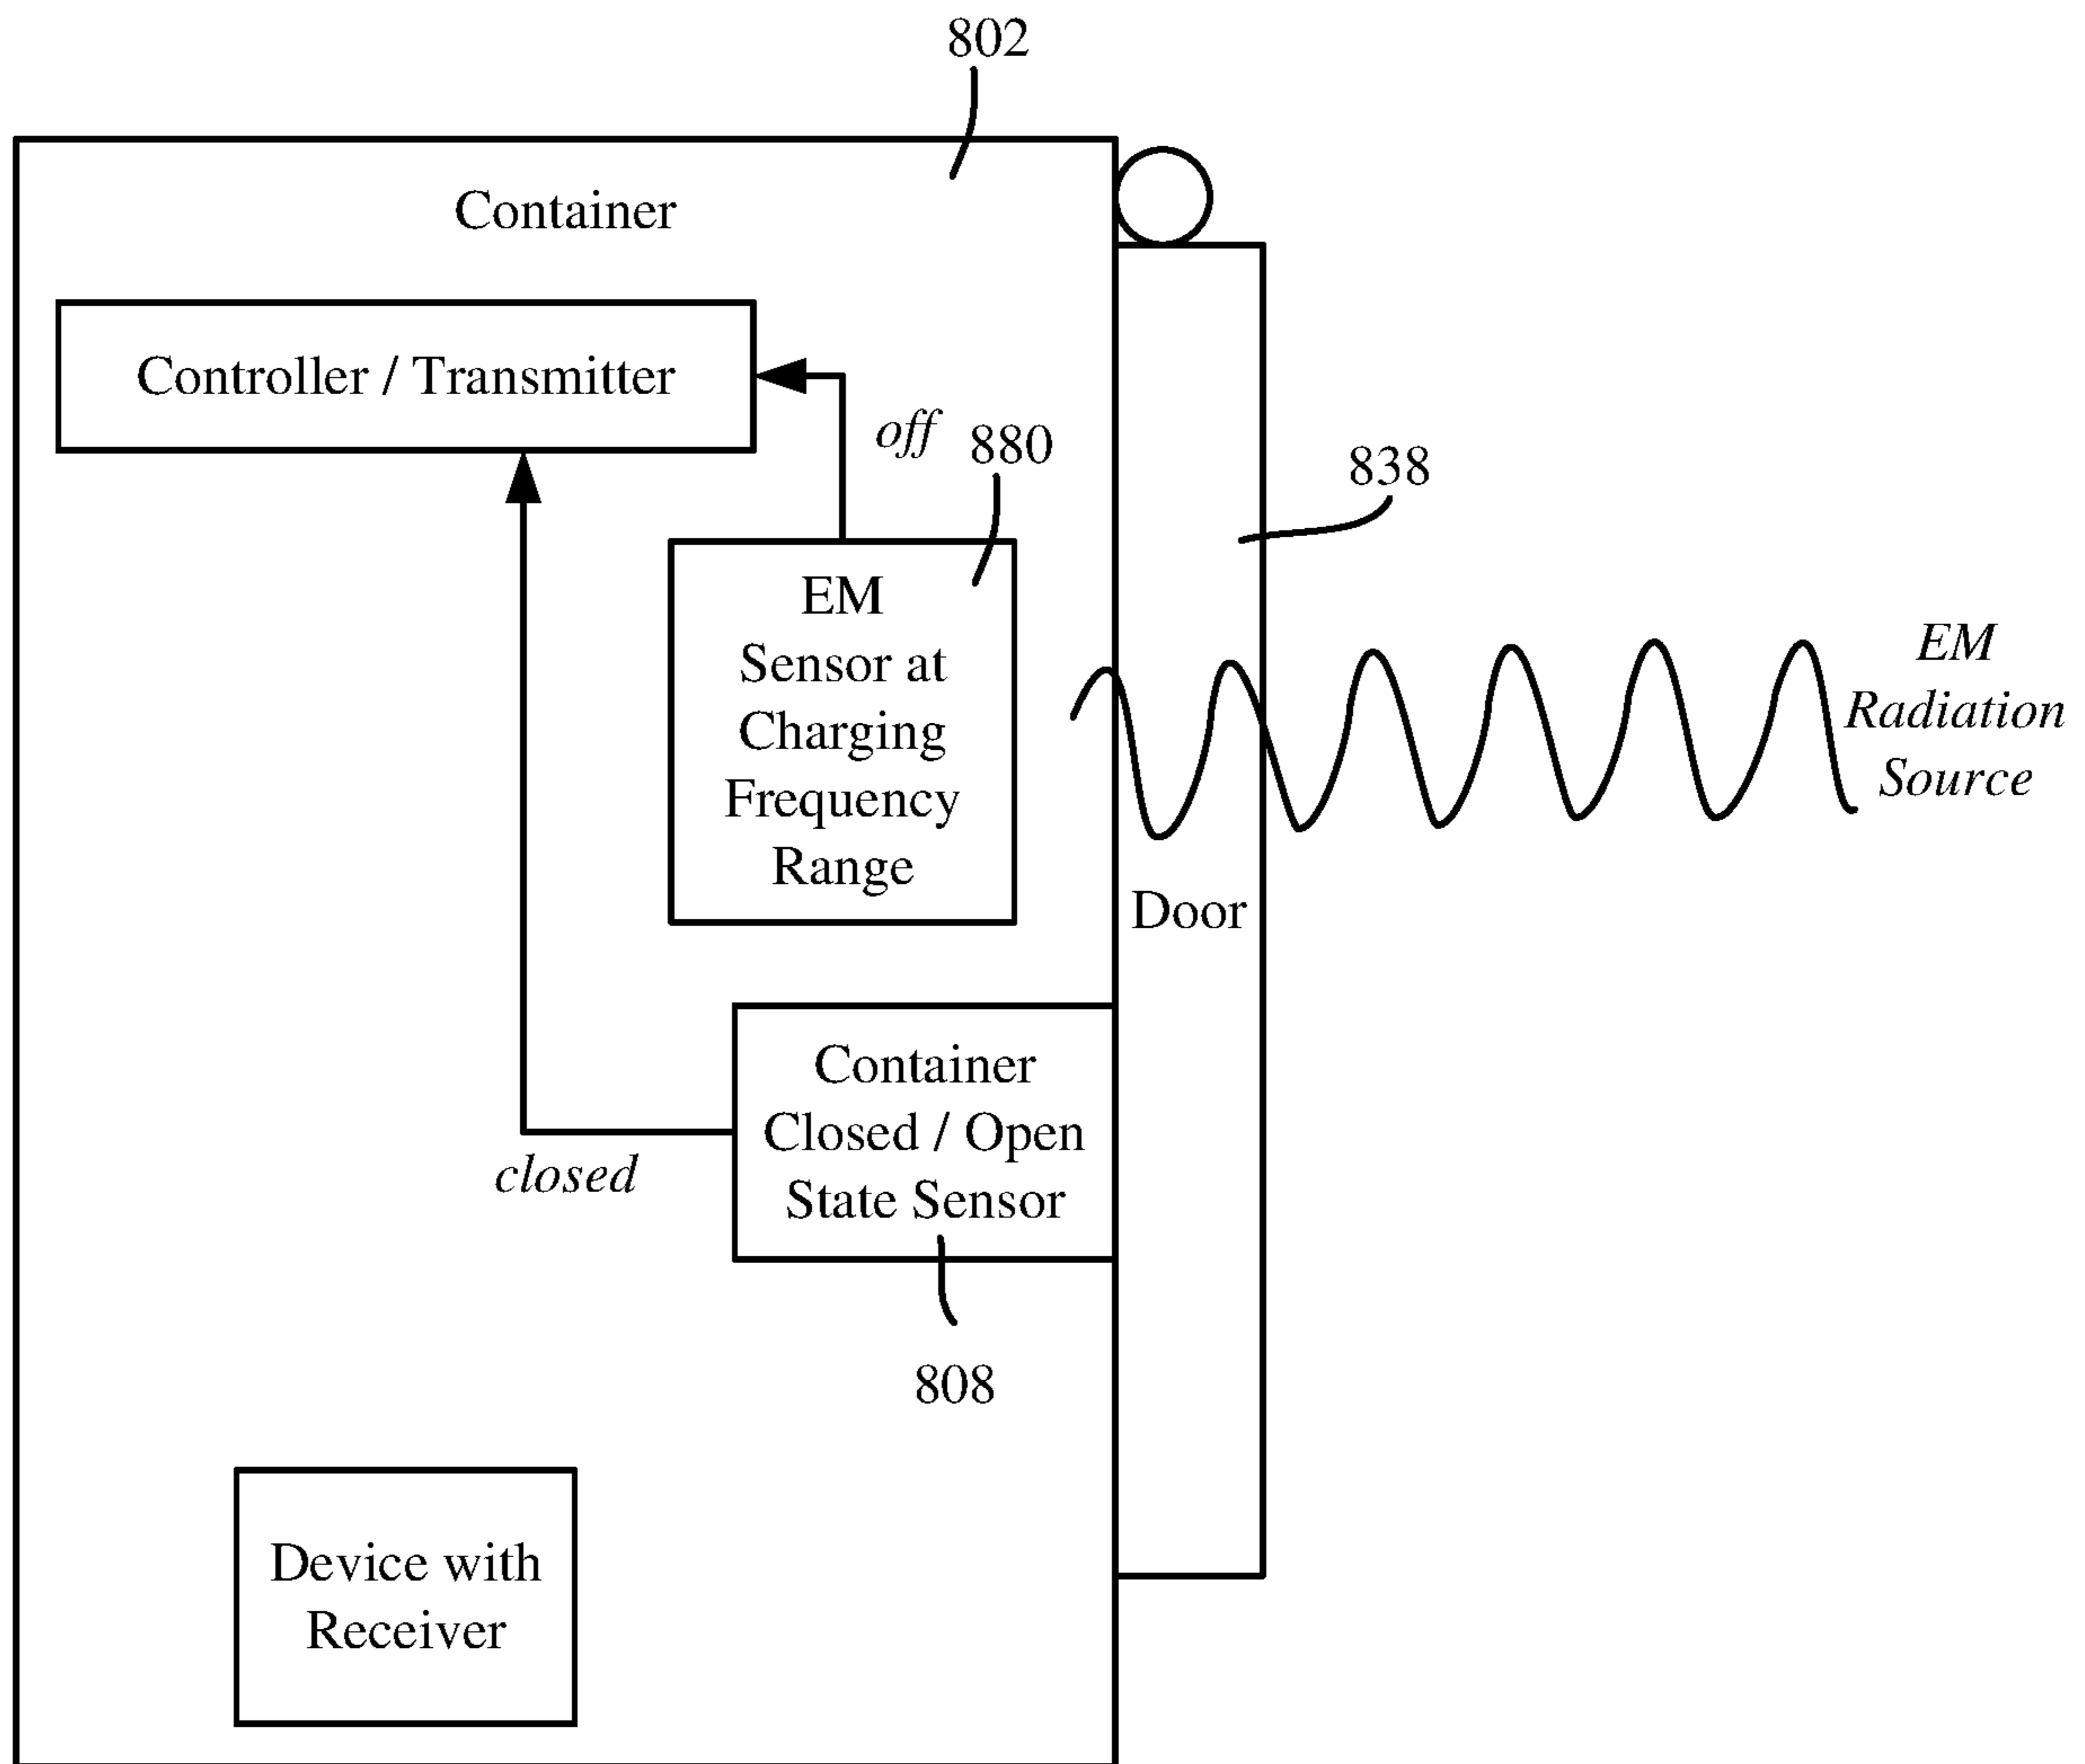 802
Container
Controller / Transmitter
off
880
838
EM
Sensor at
Charging
Frequency
Range
EM
Radiation
Source
Door
Container
Closed / Open
State Sensor
closed
808
Device with
Receiver